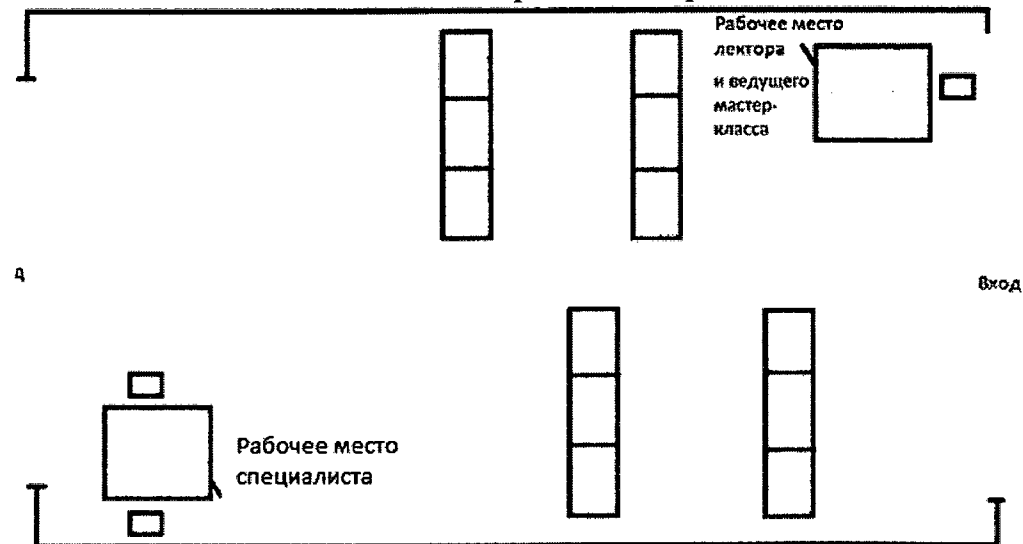 Рабочее место
лектора
и ведущего
мастер-
класса
д
Вход
Рабочее место
специалиста